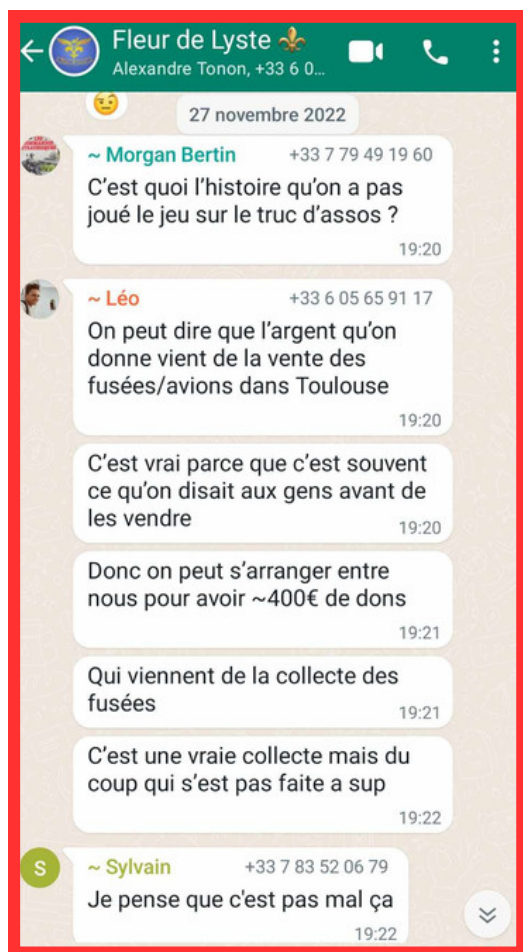 Fleur de Lyste ⚜️
Alexandre Tonon, +33 6 0...
27 novembre 2022
~ Morgan Bertin +33 7 79 49 19 60
C'est quoi l'histoire qu'on a pas
joué le jeu sur le truc d'assos ?
19:20
~ Léo +33 6 05 65 91 17
On peut dire que l'argent qu'on
donne vient de la vente des
fusées/avions dans Toulouse
19:20
C'est vrai parce que c'est souvent
ce qu'on disait aux gens avant de
les vendre
19:20
Donc on peut s'arranger entre
nous pour avoir ~400€ de dons
19:21
Qui viennent de la collecte des
fusées
19:21
C'est une vraie collecte mais du
coup qui s'est pas faite a sup
19:22
S
~ Sylvain +33 7 83 52 06 79
Je pense que c'est pas mal ça
19:22